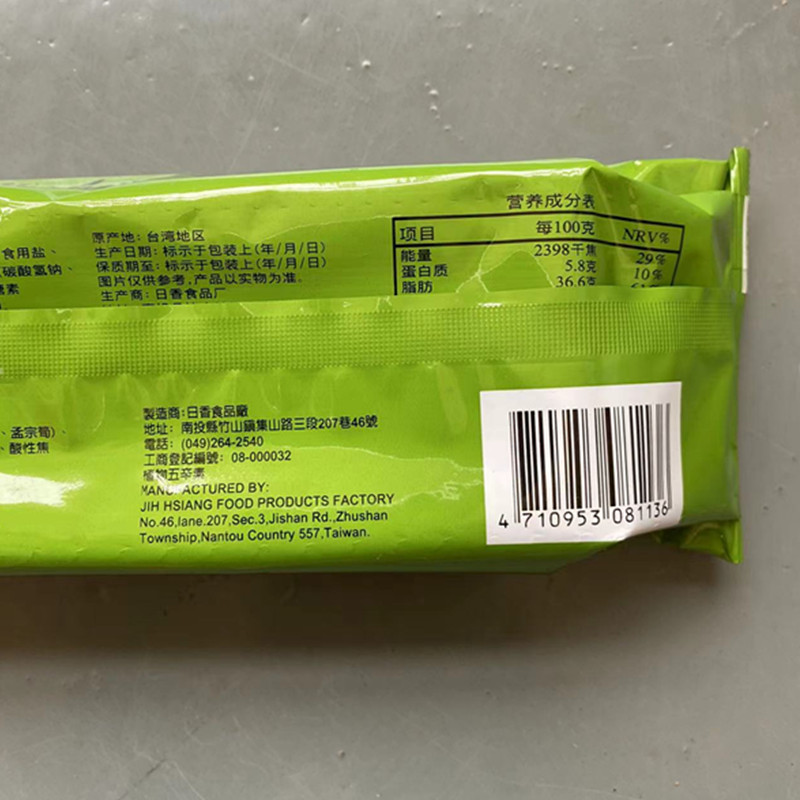 食用盐、
碳酸氢钠、
糖素
原产地: 台湾地区
生产日期: 标示于包装上(年/月/日)
保质期至: 标示于包装上(年/月/日)
图片仅供参考,产品以实物为准。
生产商: 日香食品厂
营养成分表
项目 每100克 NRV%
能量 2398千焦 29%
蛋白质 5.8克 10%
脂肪 36.6克
、孟宗筍)、
、酸性焦
製造商:日香食品廠
地址: 南投縣竹山鎮集山路三段207巷46號
電話: (049)264-2540
工商登記編號: 08-000032
植物五辛素
MANUFACTURED BY:
JIH HSIANG FOOD PRODUCTS FACTORY
No.46,lane.207,Sec.3,Jishan Rd.,Zhushan
Township,Nantou Country 557,Taiwan.
4 710953 081136